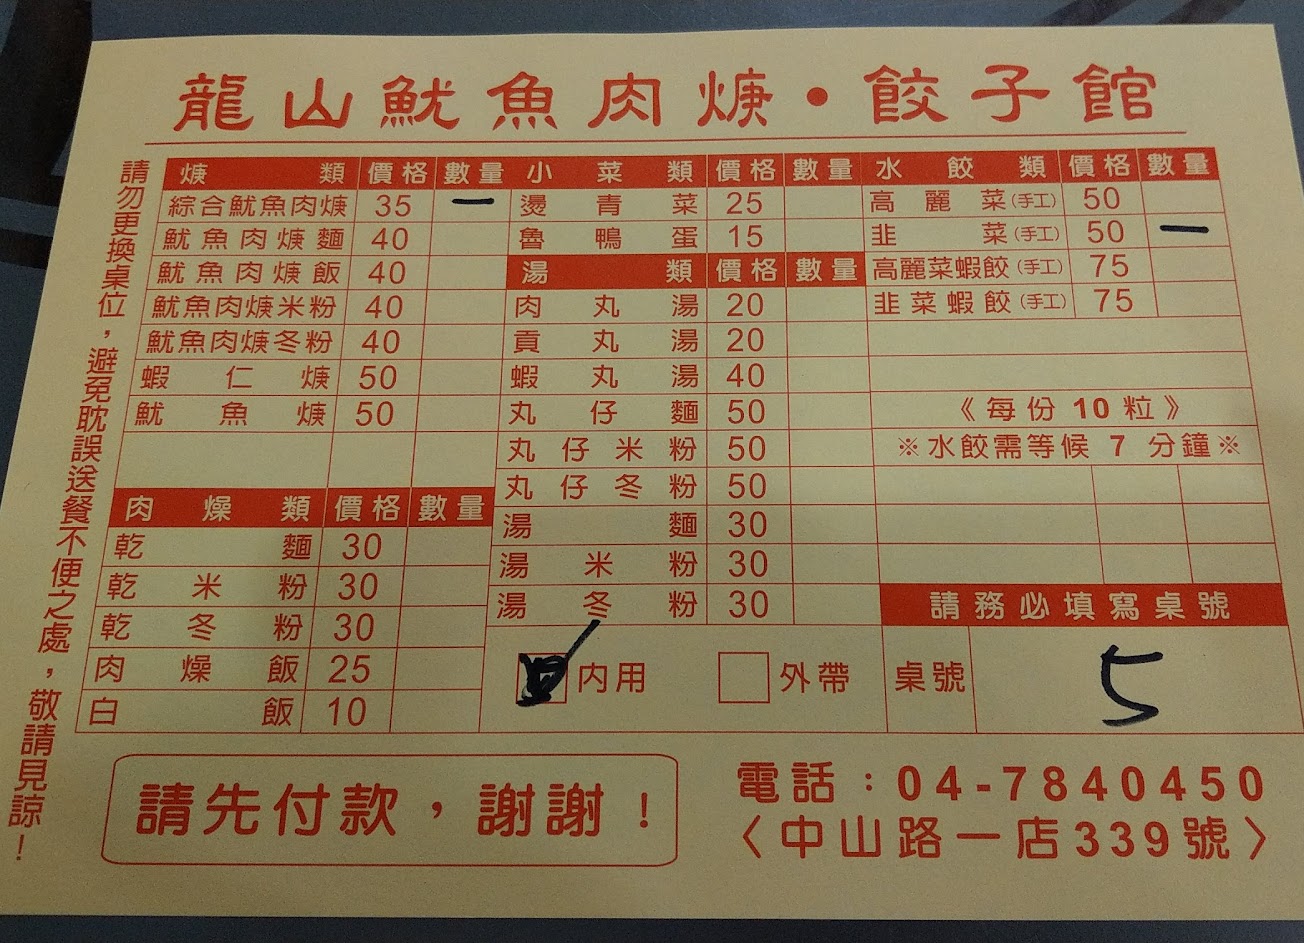 龍山魷魚肉焿・餃子館
請勿更換桌位，避免耽誤送餐不便之處，敬請見諒！
焿類 價格 數量
綜合魷魚肉焿 35 一
魷魚肉焿麵 40
魷魚肉焿飯 40
魷魚肉焿米粉 40
魷魚肉焿冬粉 40
蝦仁焿 50
魷魚焿 50
肉燥類 價格 數量
乾麵 30
乾米粉 30
乾冬粉 30
肉燥飯 25
白飯 10
小菜類 價格 數量
燙青菜 25
魯鴨蛋 15
湯類 價格 數量
肉丸湯 20
貢丸湯 20
蝦丸湯 40
丸仔麵 50
丸仔米粉 50
丸仔冬粉 50
湯麵 30
湯米粉 30
湯冬粉 30
水餃類 價格 數量
高麗菜(手工) 50
韭菜(手工) 50 一
高麗菜蝦餃(手工) 75
韭菜蝦餃(手工) 75
《每份10粒》
※水餃需等候 7 分鐘※
請務必填寫桌號
內用 外帶 桌號 5
請先付款，謝謝！
電話：04-7840450
〈中山路一店339號〉